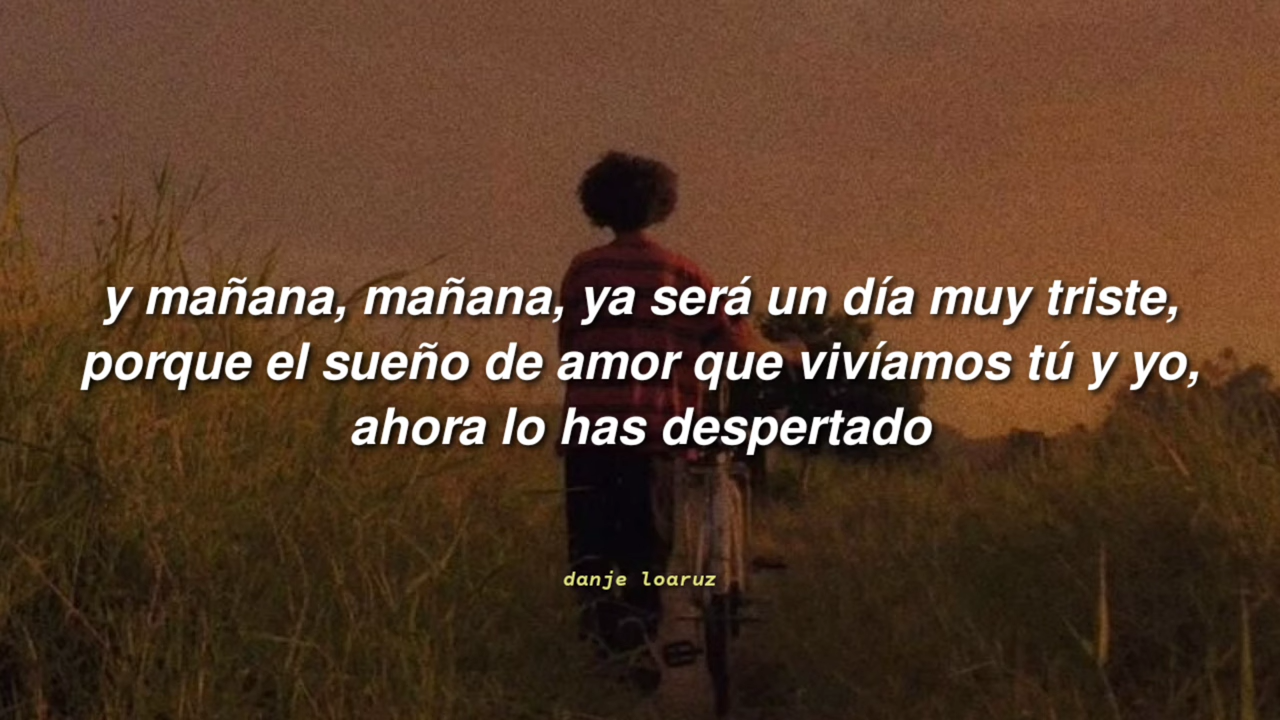 y mañana, mañana, ya será un día muy triste,
porque el sueño de amor que vivíamos tú y yo,
ahora lo has despertado
danje loaruz